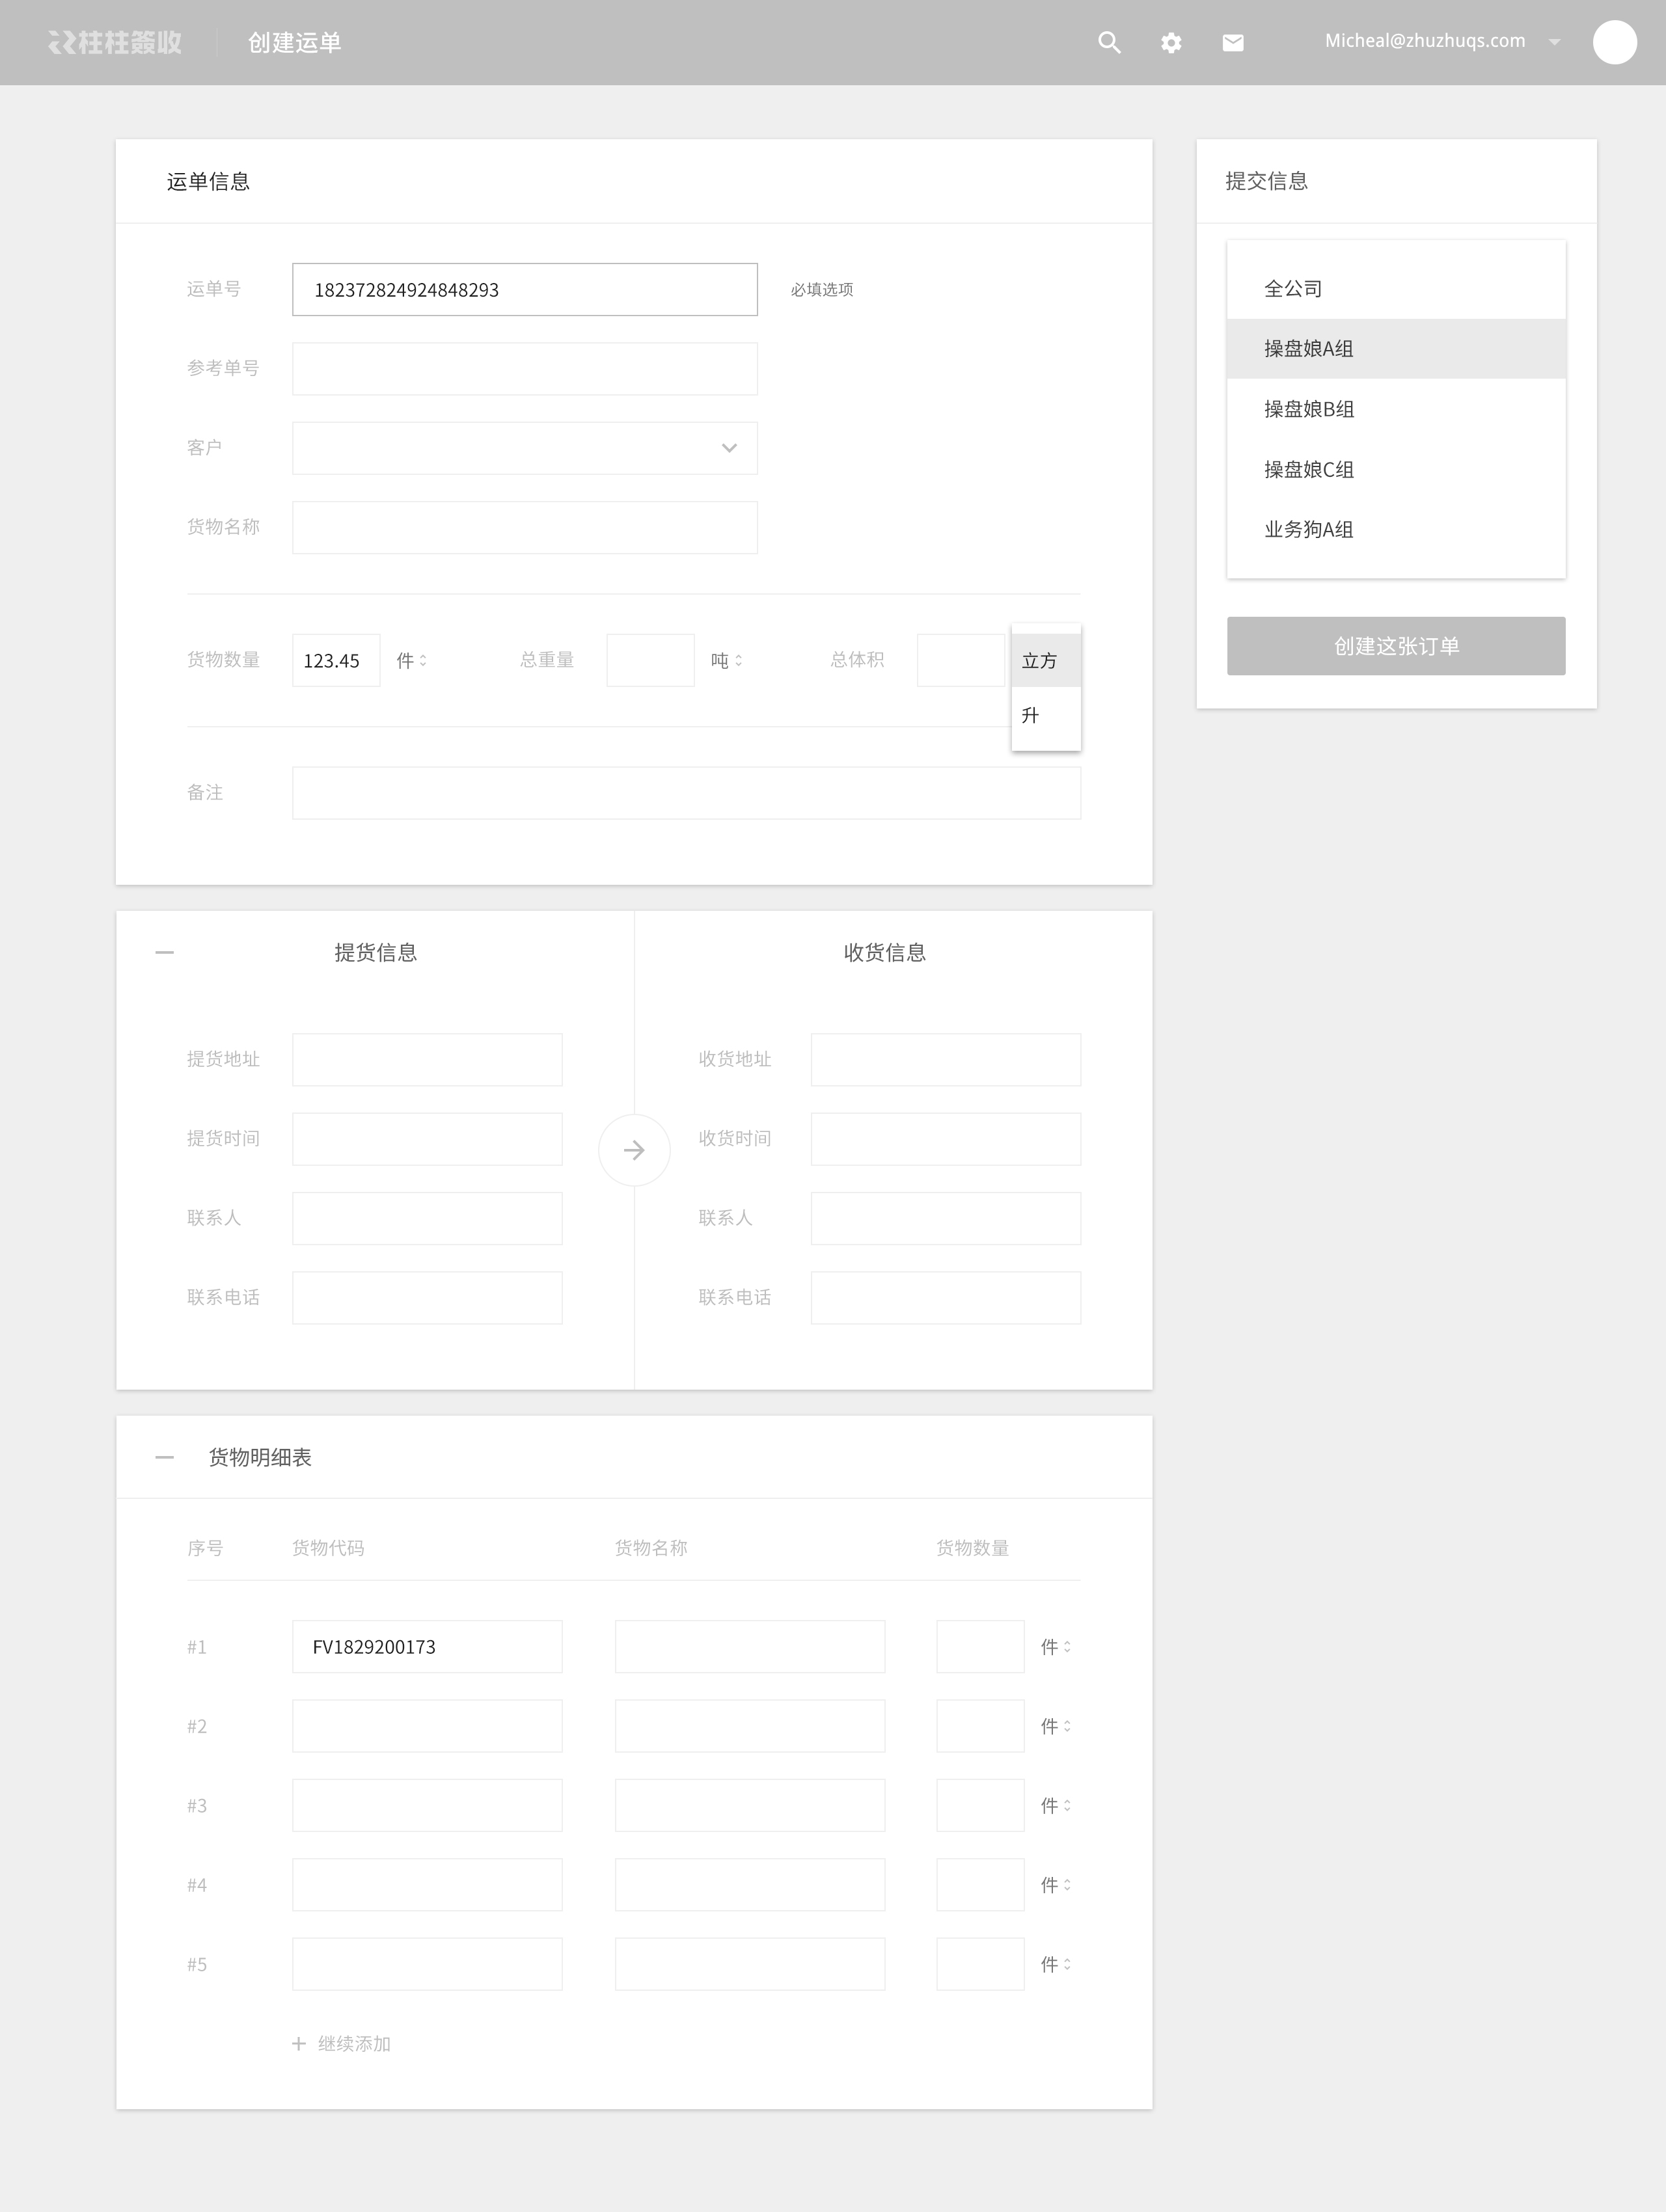 柱柱签收 创建运单 Micheal@zhuzhuqs.com
运单信息
运单号 182372824924848293 必填选项
参考单号
客户
货物名称
货物数量 123.45 件 总重量 吨 总体积 立方
升
备注
提交信息
全公司
操盘娘A组
操盘娘B组
操盘娘C组
业务狗A组
创建这张订单
提货信息 收货信息
提货地址 收货地址
提货时间 收货时间
联系人 联系人
联系电话 联系电话
货物明细表
序号 货物代码 货物名称 货物数量
#1 FV1829200173 件
#2 件
#3 件
#4 件
#5 件
+ 继续添加